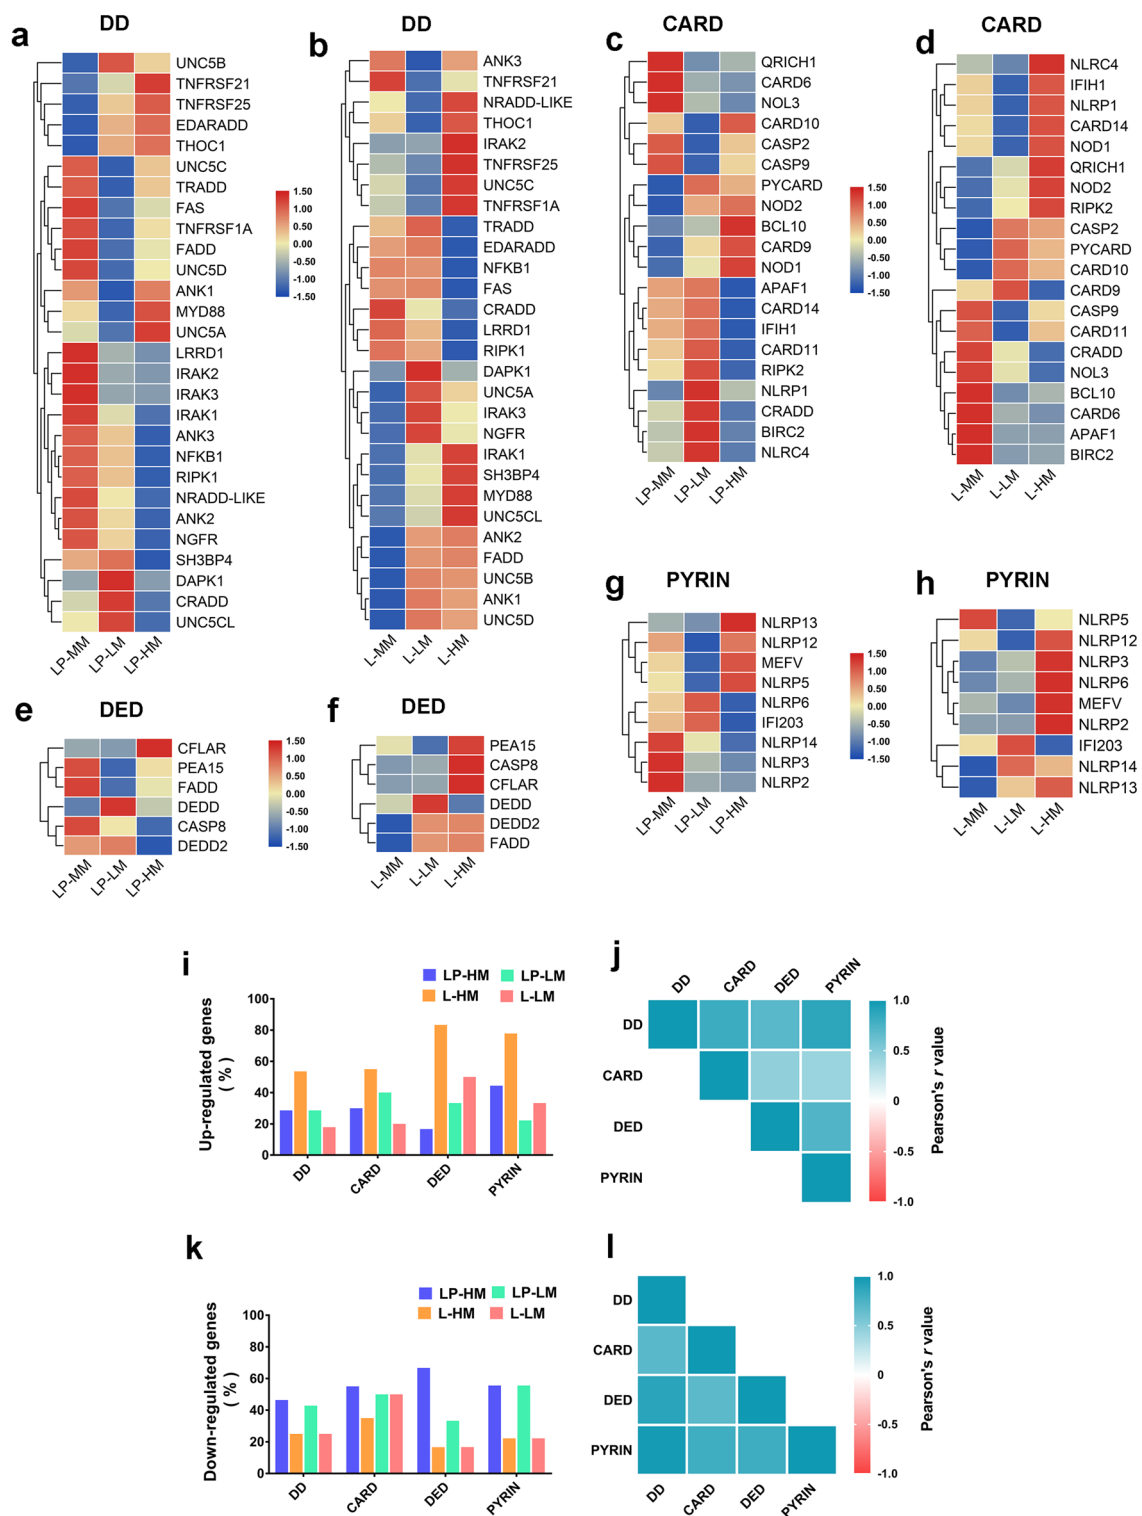 a
DD
UNC5B
TNFRSF21
TNFRSF25
EDARADD
THOC1
UNC5C
TRADD
FAS
TNFRSF1A
FADD
UNC5D
ANK1
MYD88
UNC5A
LRRD1
IRAK2
IRAK3
IRAK1
ANK3
NFKB1
RIPK1
NRADD-LIKE
ANK2
NGFR
SH3BP4
DAPK1
CRADD
UNC5CL
LP-MM
LP-LM
LP-HM
1.50
1.00
0.50
0.00
-0.50
-1.00
-1.50
b
DD
ANK3
TNFRSF21
NRADD-LIKE
THOC1
IRAK2
TNFRSF25
UNC5C
TNFRSF1A
TRADD
EDARADD
NFKB1
FAS
CRADD
LRRD1
RIPK1
DAPK1
UNC5A
IRAK3
NGFR
IRAK1
SH3BP4
MYD88
UNC5CL
ANK2
FADD
UNC5B
ANK1
UNC5D
L-MM
L-LM
L-HM
c
CARD
QRICH1
CARD6
NOL3
CARD10
CASP2
CASP9
PYCARD
NOD2
BCL10
CARD9
NOD1
APAF1
CARD14
IFIH1
CARD11
RIPK2
NLRP1
CRADD
BIRC2
NLRC4
LP-MM
LP-LM
LP-HM
1.50
1.00
0.50
0.00
-0.50
-1.00
-1.50
d
CARD
NLRC4
IFIH1
NLRP1
CARD14
NOD1
QRICH1
NOD2
RIPK2
CASP2
PYCARD
CARD10
CARD9
CASP9
CARD11
CRADD
NOL3
BCL10
CARD6
APAF1
BIRC2
L-MM
L-LM
L-HM
e
DED
CFLAR
PEA15
FADD
DEDD
CASP8
DEDD2
LP-MM
LP-LM
LP-HM
1.50
1.00
0.50
0.00
-0.50
-1.00
-1.50
f
DED
PEA15
CASP8
CFLAR
DEDD
DEDD2
FADD
L-MM
L-LM
L-HM
g
PYRIN
NLRP13
NLRP12
MEFV
NLRP5
NLRP6
IFI203
NLRP14
NLRP3
NLRP2
LP-MM
LP-LM
LP-HM
1.50
1.00
0.50
0.00
-0.50
-1.00
-1.50
h
PYRIN
NLRP5
NLRP12
NLRP3
NLRP6
MEFV
NLRP2
IFI203
NLRP14
NLRP13
L-MM
L-LM
L-HM
i
LP-HM
LP-LM
L-HM
L-LM
Up-regulated genes
( % )
100
80
60
40
20
0
DD
CARD
DED
PYRIN
j
DD
CARD
DED
PYRIN
DD
CARD
DED
PYRIN
1.0
0.5
0
-0.5
-1.0
Pearson's r value
k
LP-HM
LP-LM
L-HM
L-LM
Down-regulated genes
( % )
100
80
60
40
20
0
DD
CARD
DED
PYRIN
l
DD
CARD
DED
PYRIN
DD
CARD
DED
PYRIN
1.0
0.5
0
-0.5
-1.0
Pearson's r value